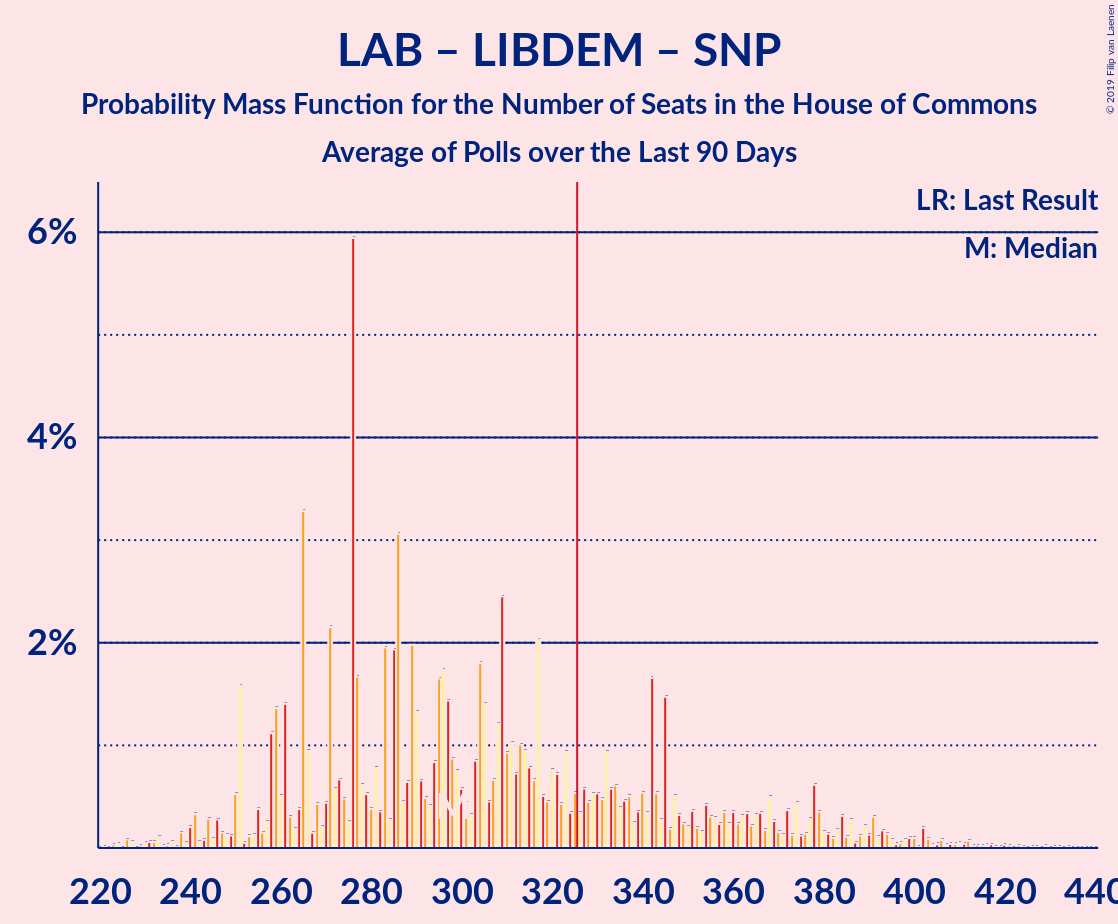 LAB – LIBDEM – SNP
Probability Mass Function for the Number of Seats in the House of Commons
Average of Polls over the Last 90 Days
© 2019 Filip van Laenen
LR: Last Result
M: Median
6%
4%
2%
M
220 240 260 280 300 320 340 360 380 400 420 440